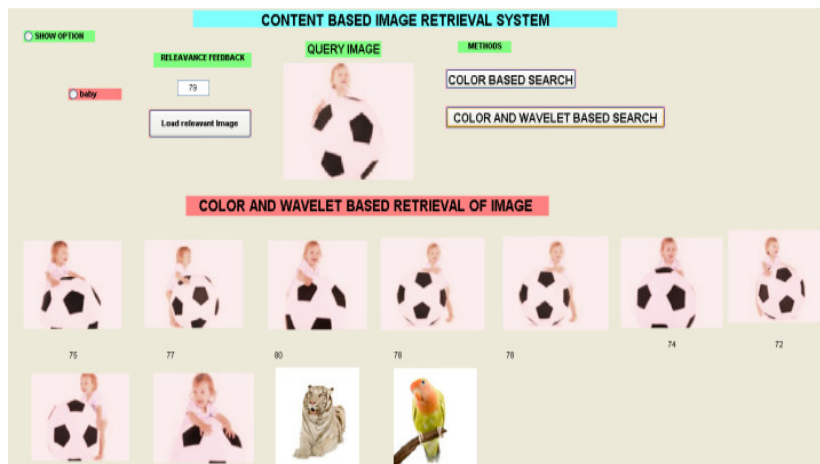 CONTENT BASED IMAGE RETRIEVAL SYSTEM
SHOW OPTION
RELEAVANCE FEEDBACK
QUERY IMAGE
METHODS
baby
79
COLOR BASED SEARCH
Load releavant Image
COLOR AND WAVELET BASED SEARCH
COLOR AND WAVELET BASED RETRIEVAL OF IMAGE
75 77 80 78 78 74 72